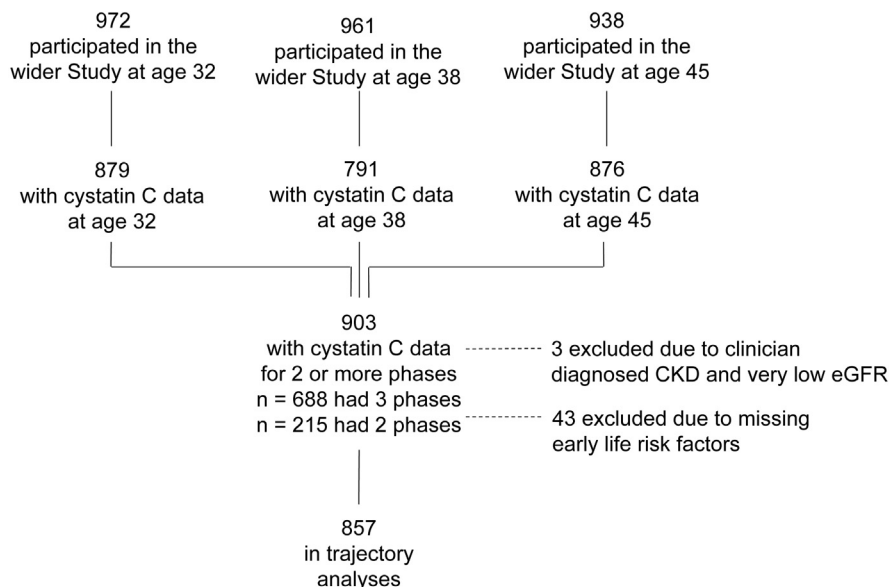 972
participated in the
wider Study at age 32
961
participated in the
wider Study at age 38
938
participated in the
wider Study at age 45
879
with cystatin C data
at age 32
791
with cystatin C data
at age 38
876
with cystatin C data
at age 45
903
with cystatin C data
for 2 or more phases
n = 688 had 3 phases
n = 215 had 2 phases
3 excluded due to clinician
diagnosed CKD and very low eGFR
43 excluded due to missing
early life risk factors
857
in trajectory
analyses